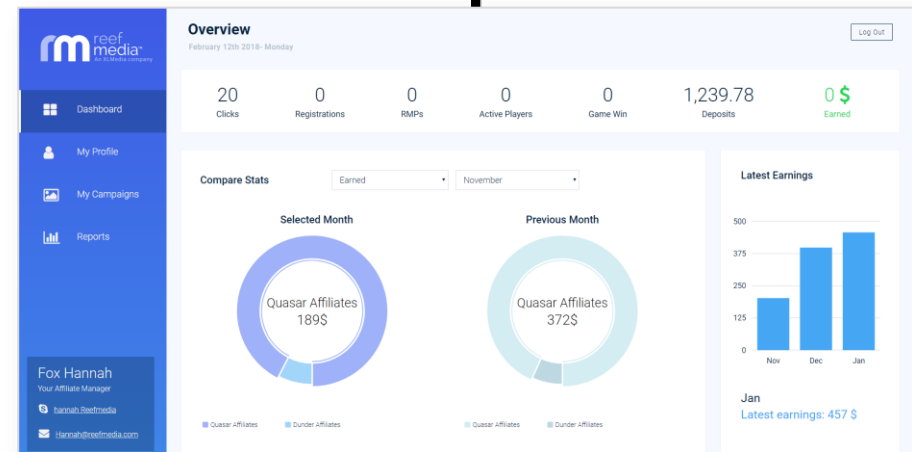 reef
media™
An XLMedia company
Dashboard
My Profile
My Campaigns
Reports
Fox Hannah
Your Affiliate Manager
hannah.Reefmedia
Hannah@reefmedia.com
Overview
February 12th 2018- Monday
Log Out
20 0 0 0 0 1,239.78 0 $
Clicks Registrations RMPs Active Players Game Win Deposits Earned
Compare Stats Earned November
Selected Month Previous Month
Quasar Affiliates
189$
Quasar Affiliates
372$
Quasar Affiliates Dunder Affiliates
Quasar Affiliates Dunder Affiliates
Latest Earnings
500
375
250
125
0
Nov Dec Jan
Jan
Latest earnings: 457 $